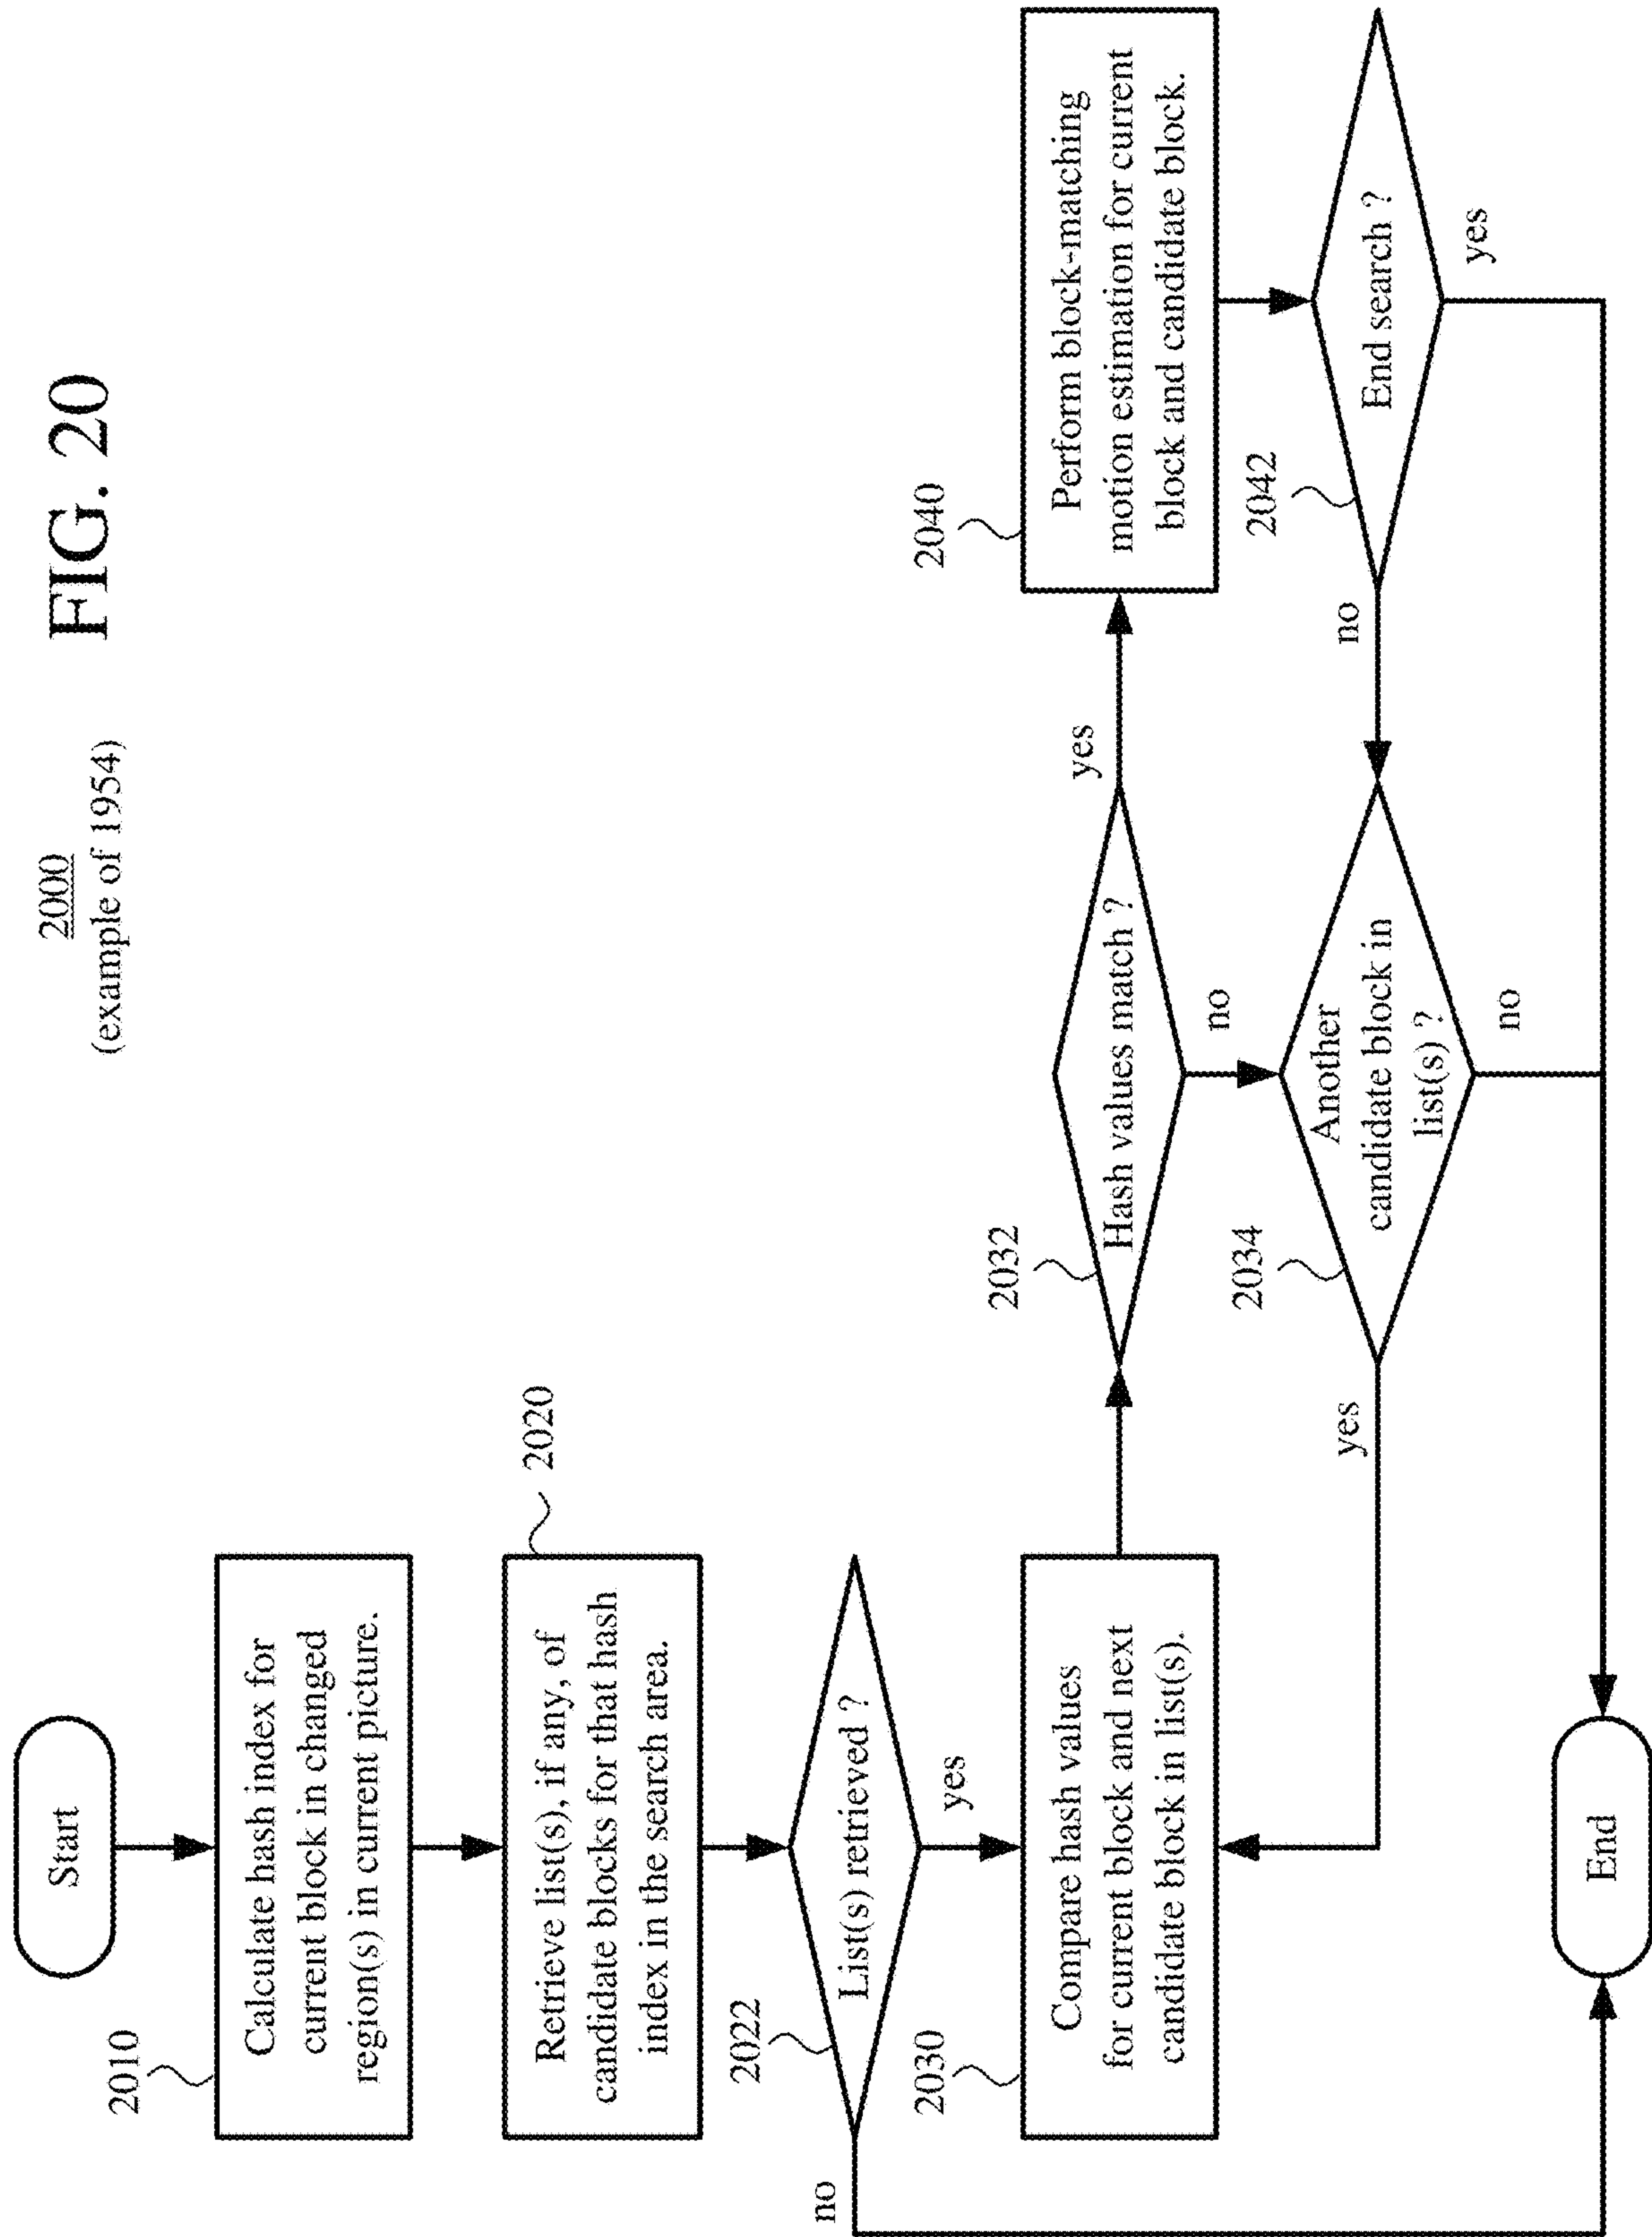 2000
(example of 1954)
FIG. 20
Start
2010
Calculate hash index for
current block in changed
region(s) in current picture.
2020
Retrieve list(s), if any, of
candidate blocks for that hash
index in the search area.
2022
List(s) retrieved ?
no
yes
2030
Compare hash values
for current block and next
candidate block in list(s).
2032
Hash values match ?
yes
no
2040
Perform block-matching
motion estimation for current
block and candidate block.
2042
End search ?
no
yes
2034
Another
candidate block in
list(s) ?
yes
no
End